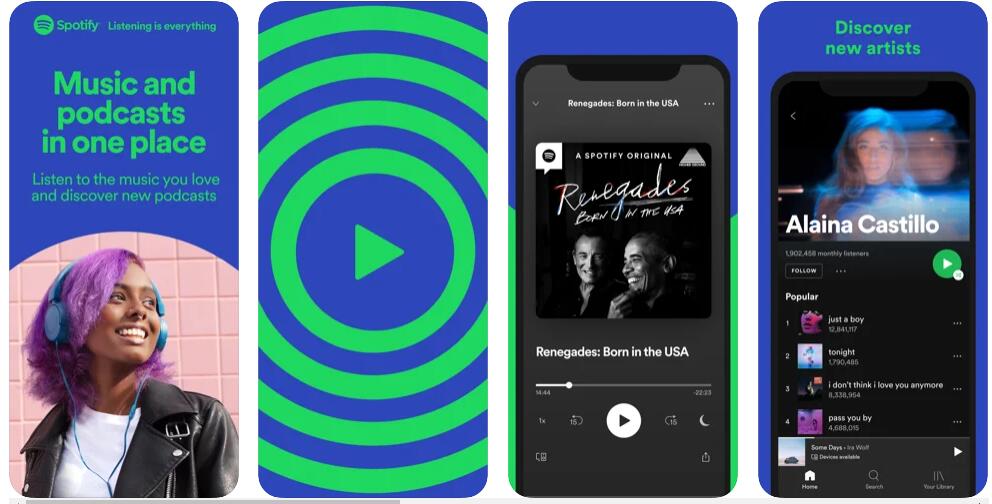 Spotify Listening is everything
Music and
podcasts
in one place
Listen to the music you love
and discover new podcasts
Renegades: Born in the USA
A SPOTIFY ORIGINAL
Renegades
BORN IN THE USA
Renegades: Born in the USA
14:44 -22:23
1x 15 15
Discover
new artists
Alaina Castillo
1,902,458 monthly listeners
FOLLOW
Popular
1 just a boy
12,841,117
2 tonight
1,790,485
3 i don't think i love you anymore
8,338,954
4 pass you by
4,688,015
Some Days • Ira Wolf
Devices available
Home Search Your Library